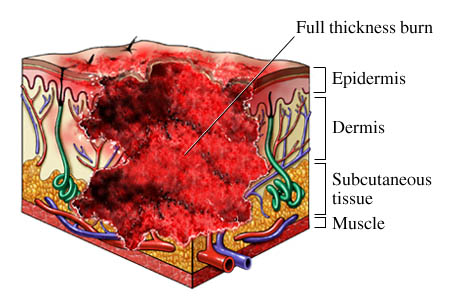 Full thickness burn
Epidermis
Dermis
Subcutaneous
tissue
Muscle